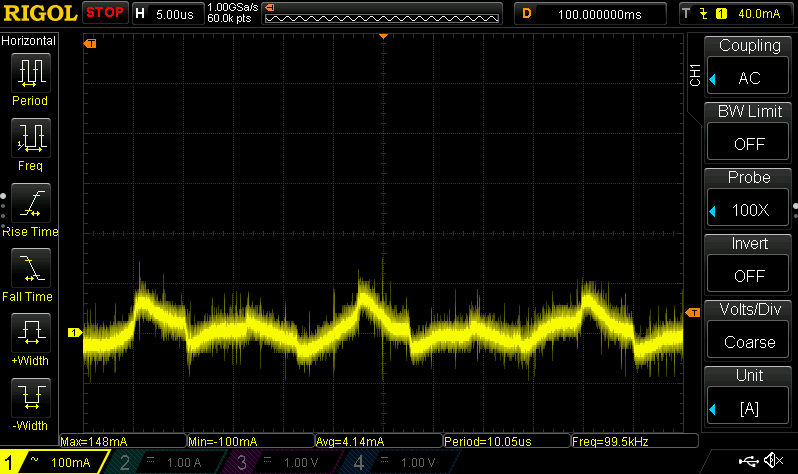 RIGOL STOP H 5.00us 1.00GSa/s 60.0k pts D 100.000000ms T 1 40.0mA
Horizontal
Period
Freq
Rise Time
Fall Time
+Width
-Width
T
1
T
CH1
Coupling
AC
BW Limit
OFF
Probe
100X
Invert
OFF
Volts/Div
Coarse
Unit
[A]
Max=148mA Min=-100mA Avg=4.14mA Period=10.05us Freq=99.5kHz
1 ~ 100mA 2 1.00 A 3 1.00 V 4 1.00 V